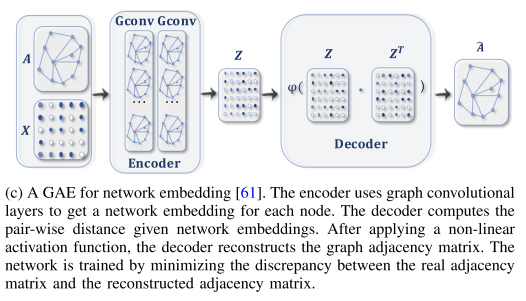 Gconv Gconv
A
X
...
...
Encoder
Z
φ(
Z
.
Z^T
)
Decoder
Ã
(c) A GAE for network embedding [61]. The encoder uses graph convolutional
layers to get a network embedding for each node. The decoder computes the
pair-wise distance given network embeddings. After applying a non-linear
activation function, the decoder reconstructs the graph adjacency matrix. The
network is trained by minimizing the discrepancy between the real adjacency
matrix and the reconstructed adjacency matrix.